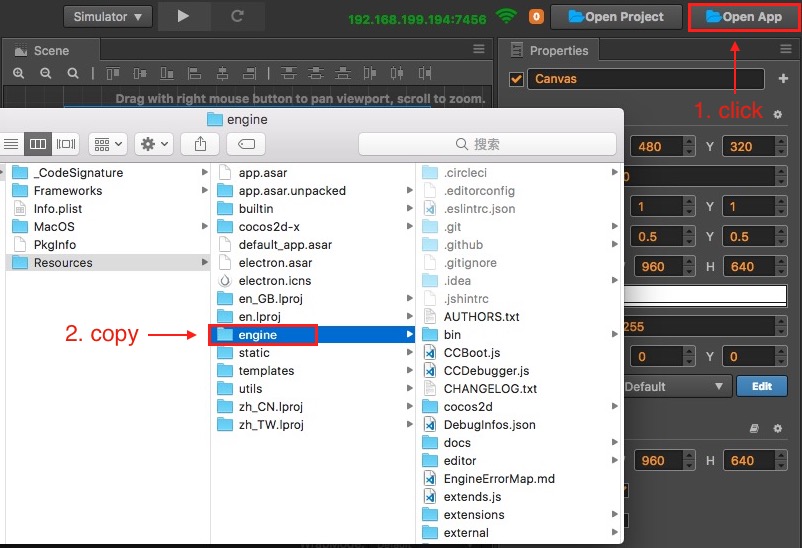 Simulator
192.168.199.194:7456
0
Open Project
Open App
Scene
Properties
Drag with right mouse button to pan viewport, scroll to zoom.
Canvas
1. click
engine
搜索
480 Y 320
0
1 Y 1
0.5 Y 0.5
960 H 640
255
0 Y 0
Default
Edit
960 H 640
_CodeSignature
Frameworks
Info.plist
MacOS
PkgInfo
Resources
2. copy
app.asar
app.asar.unpacked
builtin
cocos2d-x
default_app.asar
electron.asar
electron.icns
en_GB.lproj
en.lproj
engine
static
templates
utils
zh_CN.lproj
zh_TW.lproj
.circleci
.editorconfig
.eslintrc.json
.git
.github
.gitignore
.idea
.jshintrc
AUTHORS.txt
bin
CCBoot.js
CCDebugger.js
CHANGELOG.txt
cocos2d
DebugInfos.json
docs
editor
EngineErrorMap.md
extends.js
extensions
external